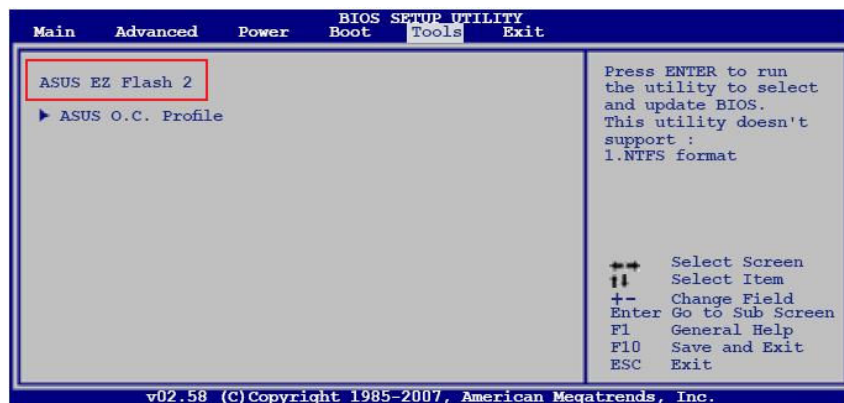 BIOS SETUP UTILITY
Main Advanced Power Boot Tools Exit
ASUS EZ Flash 2
ASUS O.C. Profile
Press ENTER to run
the utility to select
and update BIOS.
This utility doesn't
support :
1.NTFS format
Select Screen
Select Item
+- Change Field
Enter Go to Sub Screen
F1 General Help
F10 Save and Exit
ESC Exit
v02.58 (C)Copyright 1985-2007, American Megatrends, Inc.